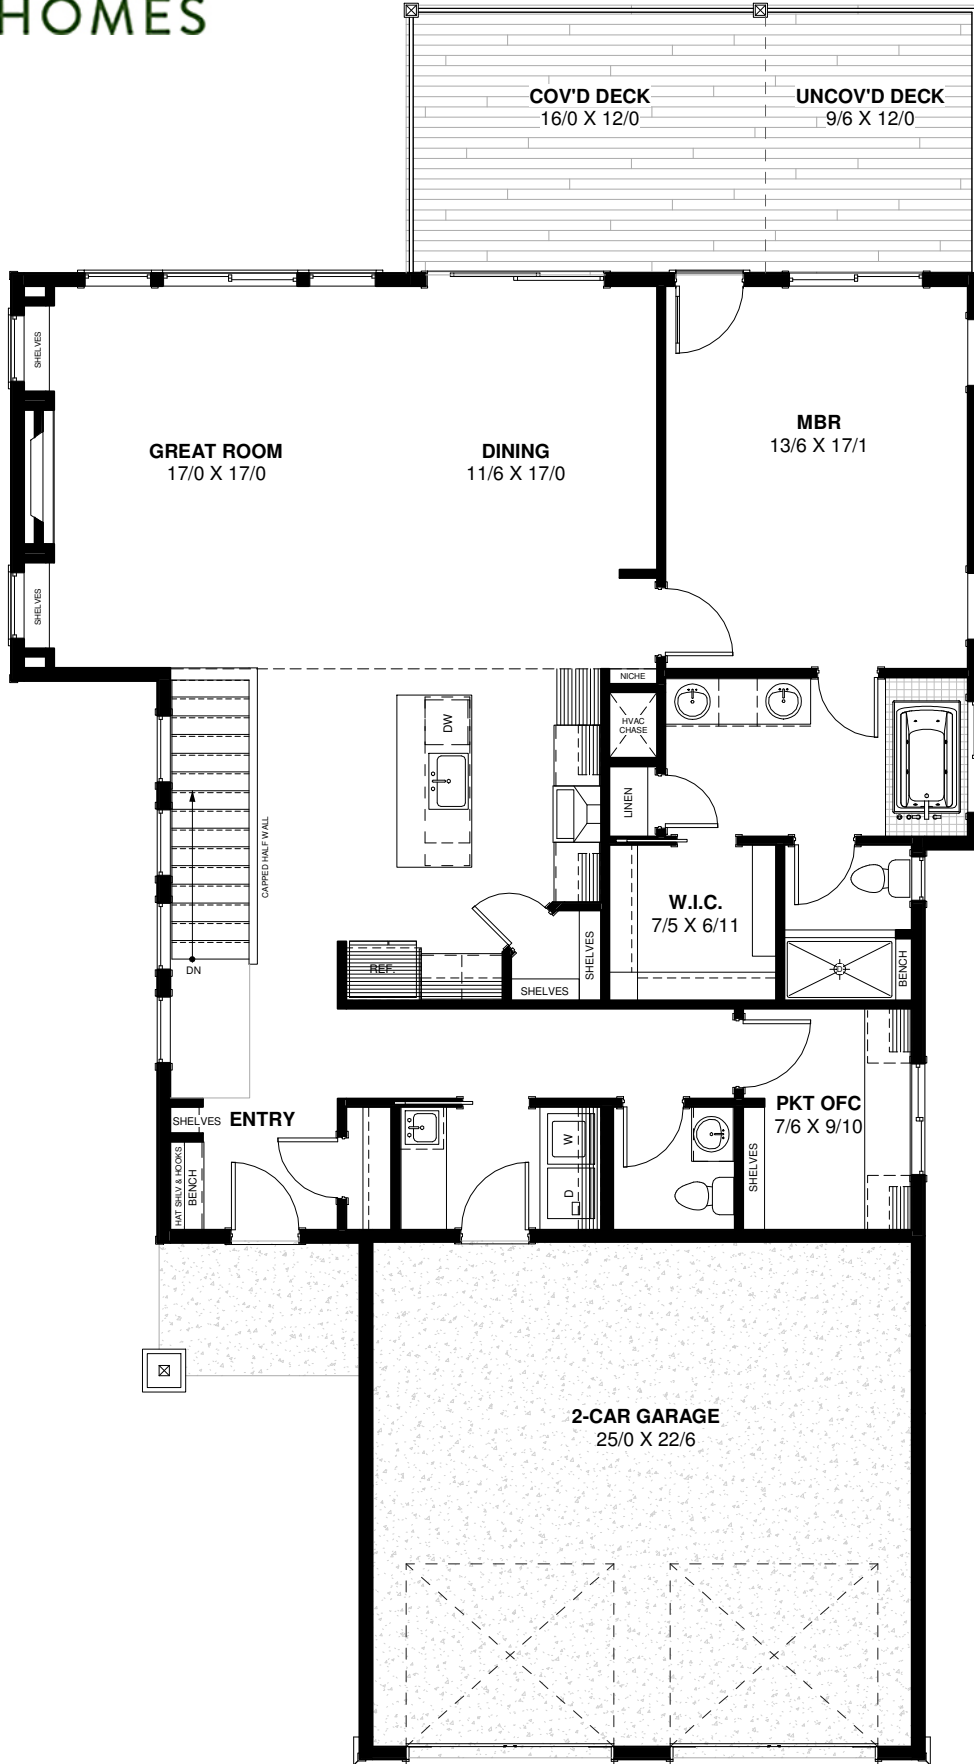 HOMES
COV'D DECK
16/0 X 12/0
UNCOV'D DECK
9/6 X 12/0
SHELVES
GREAT ROOM
17/0 X 17/0
DINING
11/6 X 17/0
MBR
13/6 X 17/1
SHELVES
NICHE
HVAC
CHASE
DW
LINEN
CAPPED HALF WALL
W.I.C.
7/5 X 6/11
DN
REF.
SHELVES
SHELVES
BENCH
SHELVES
ENTRY
PKT OFC
7/6 X 9/10
HAT SHLV & HOOKS
BENCH
W
D
SHELVES
2-CAR GARAGE
25/0 X 22/6